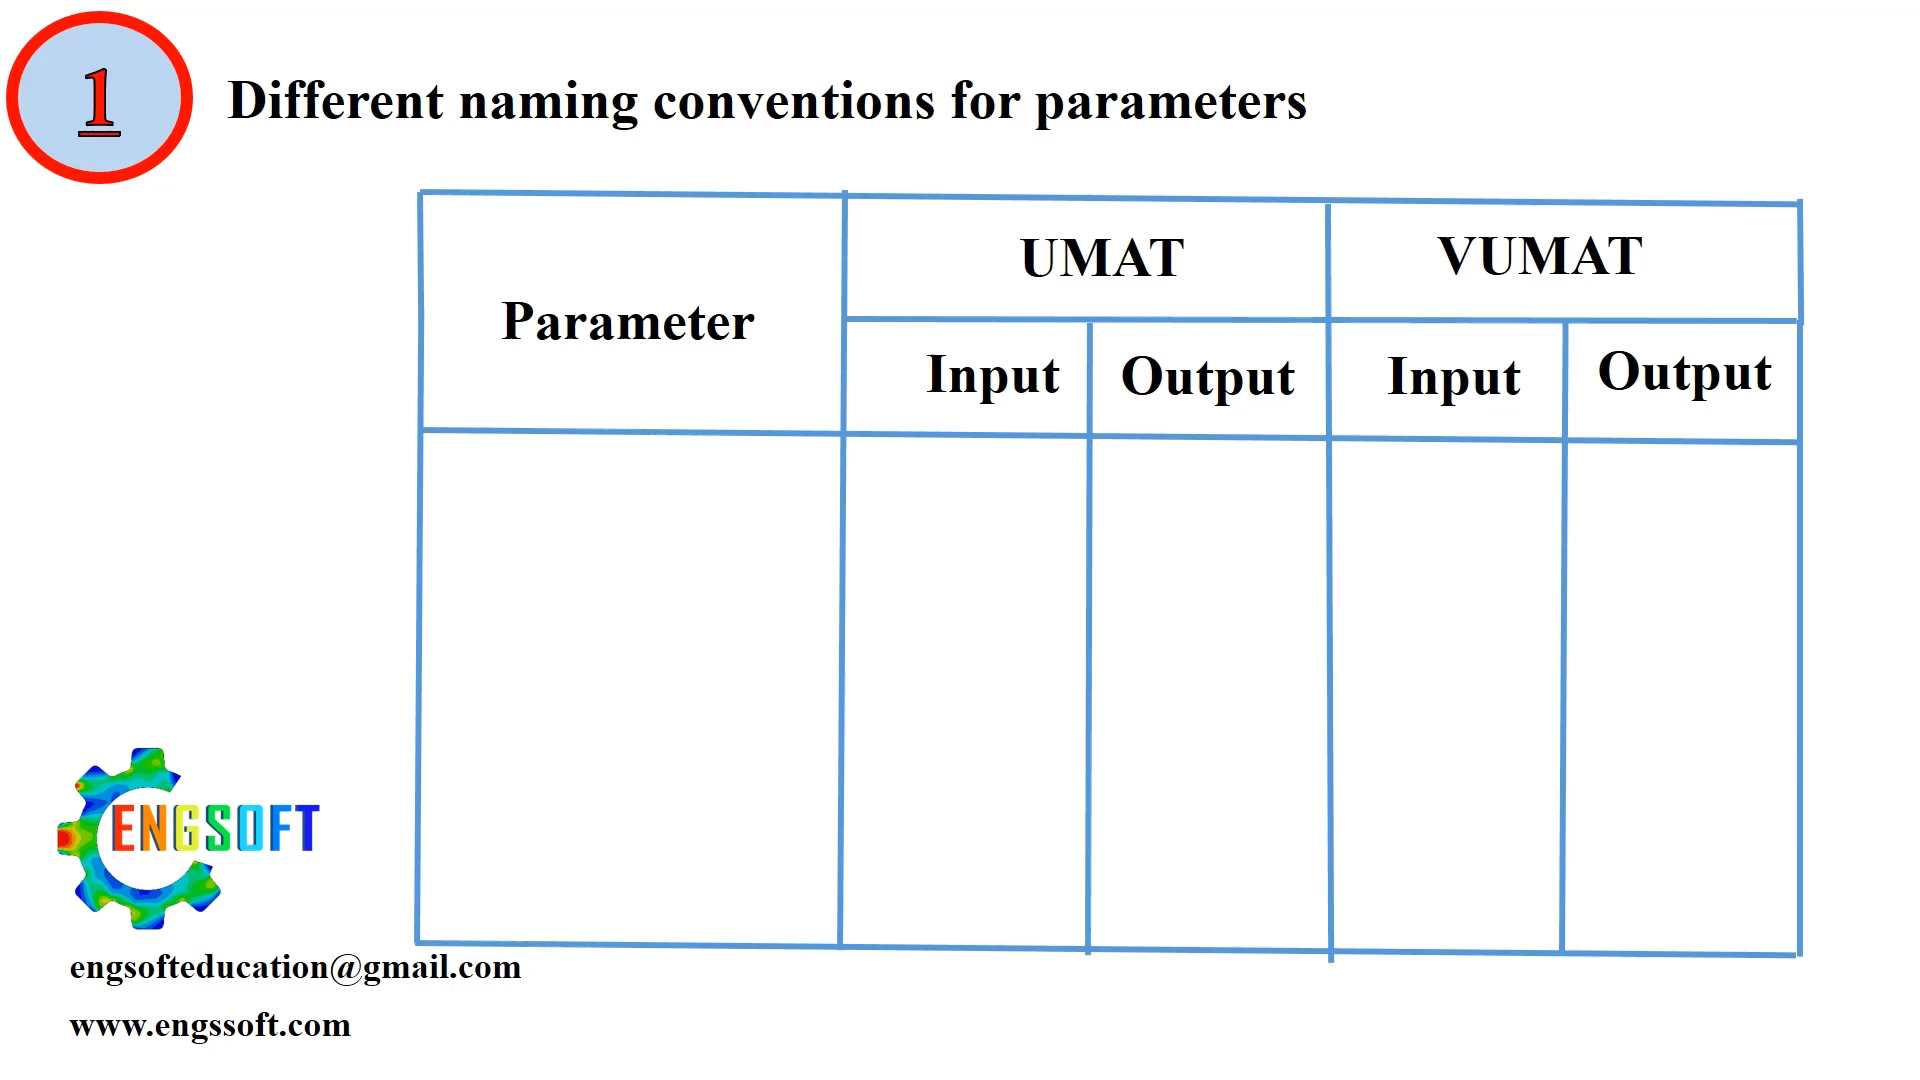 1
Different naming conventions for parameters
Parameter
UMAT
VUMAT
Input
Output
Input
Output
ENGSOFT
engsofteducation@gmail.com
www.engssoft.com